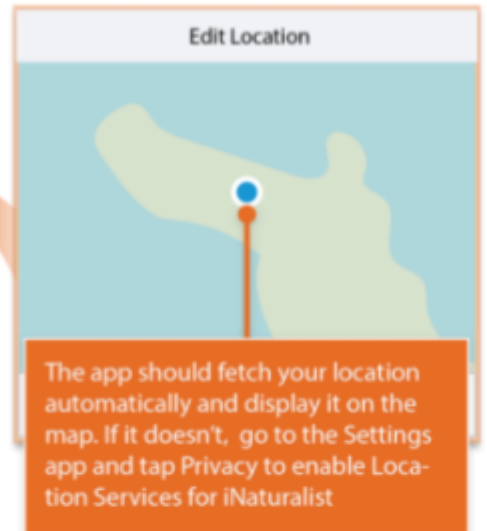 Edit Location
The app should fetch your location
automatically and display it on the
map. If it doesn't,  go to the Settings
app and tap Privacy to enable Loca-
tion Services for iNaturalist